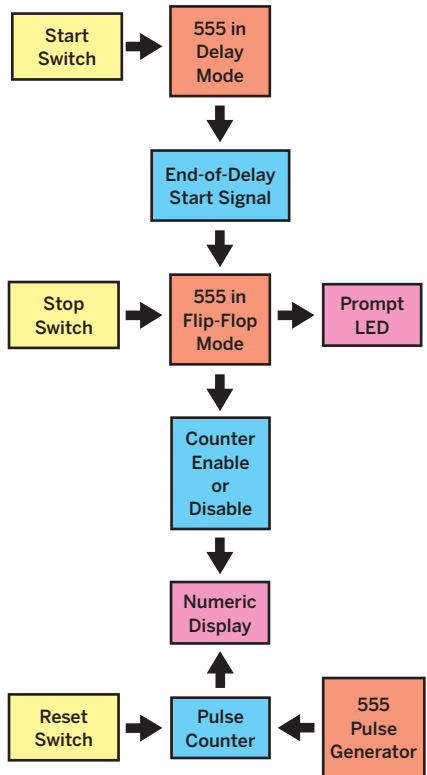 Start
Switch
555 in
Delay
Mode
End-of-Delay
Start Signal
Stop
Switch
555 in
Flip-Flop
Mode
Prompt
LED
Counter
Enable
or
Disable
Numeric
Display
Reset
Switch
Pulse
Counter
555
Pulse
Generator